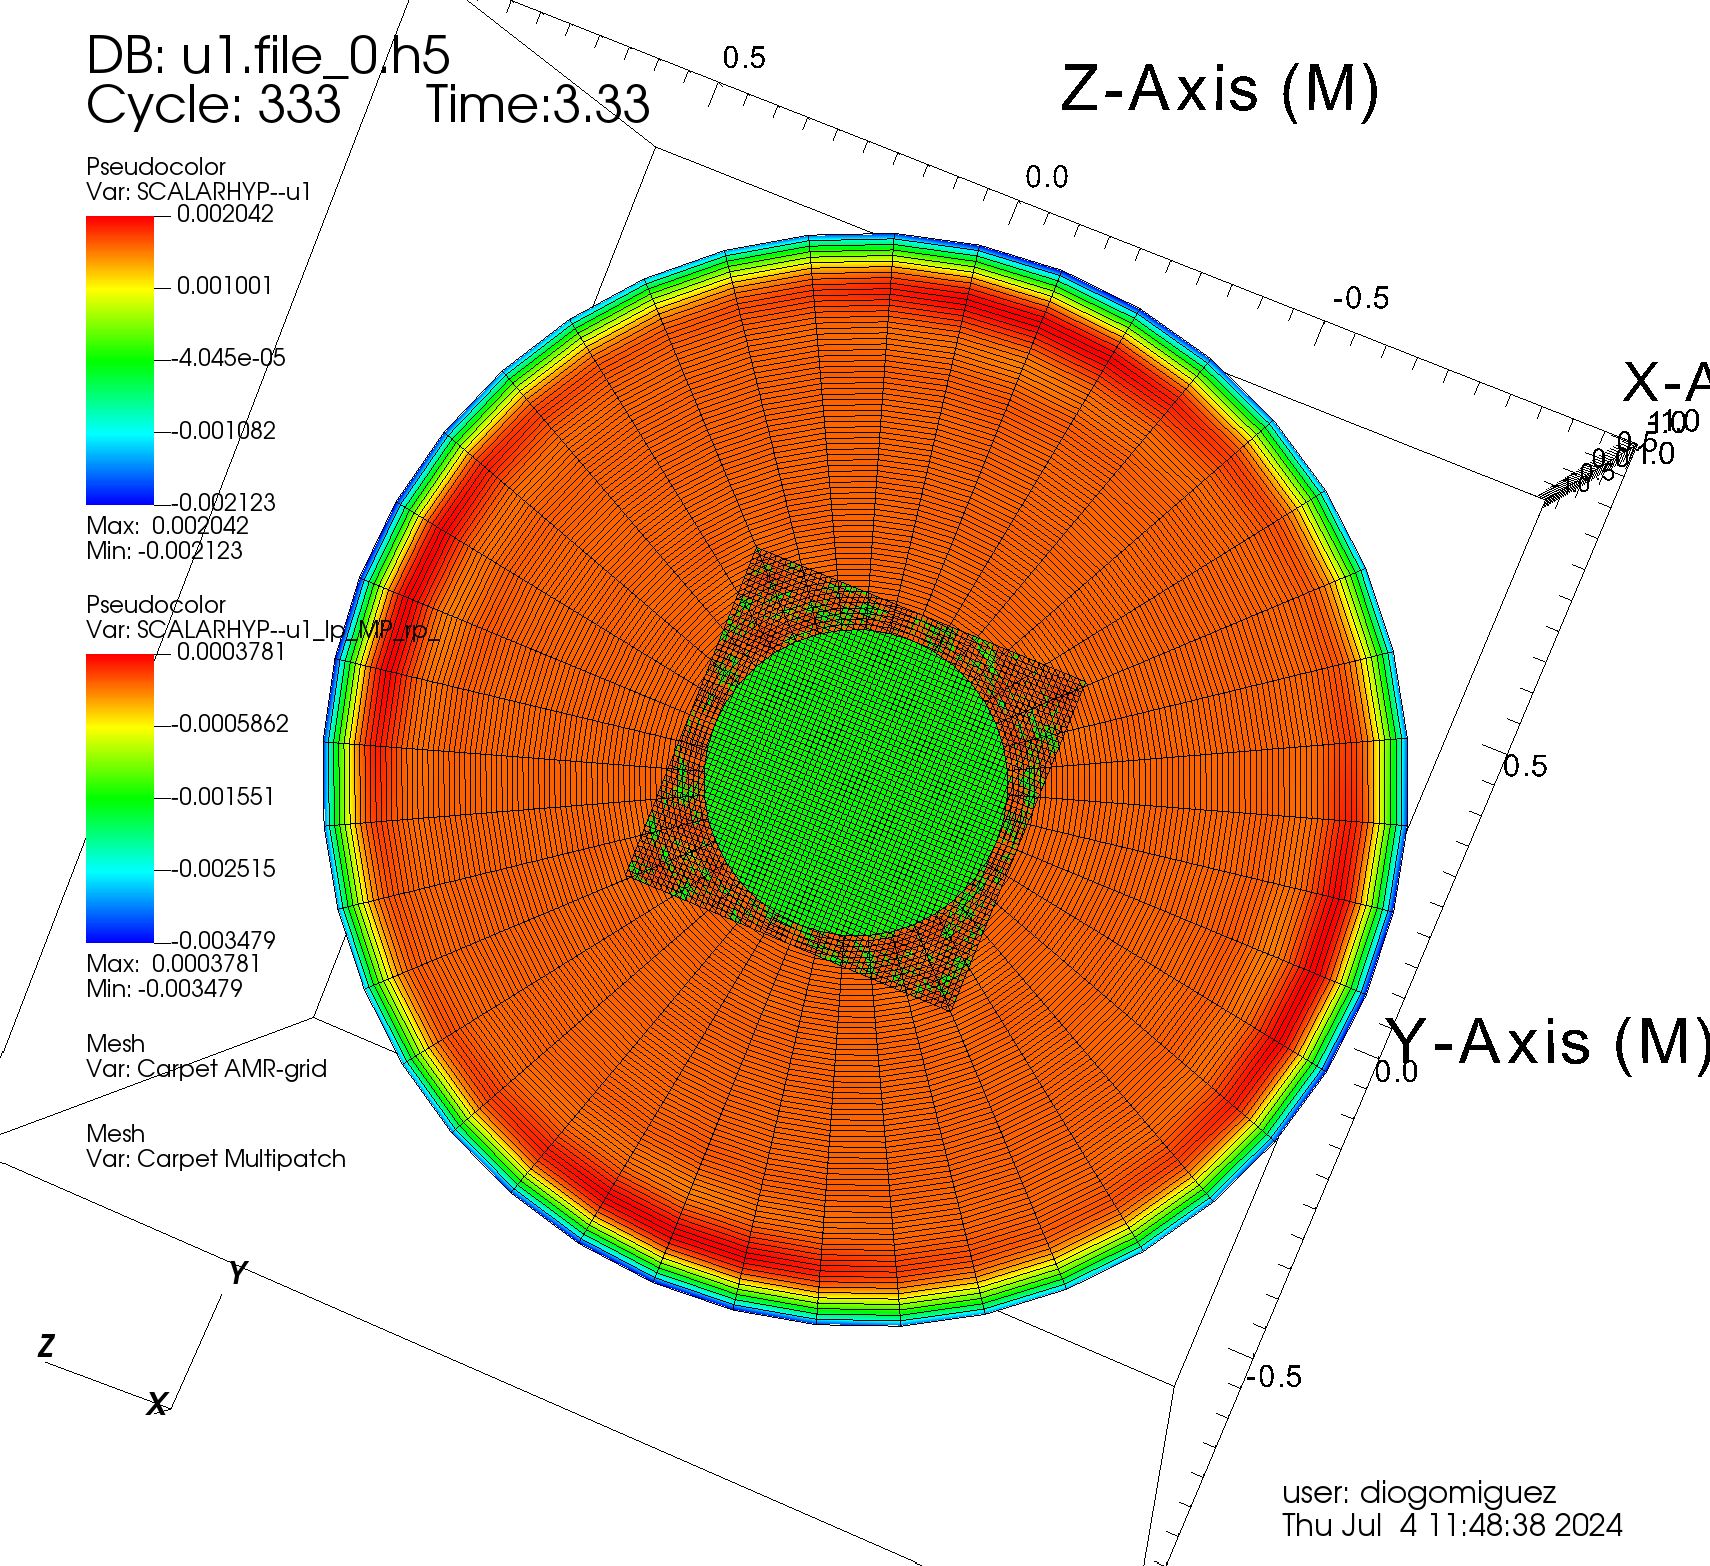 DB: u1.file_0.h5
Cycle: 333 Time:3.33
Pseudocolor
Var: SCALARHYP--u1
0.002042
0.001001
-4.045e-05
-0.001082
-0.002123
Max: 0.002042
Min: -0.002123
Pseudocolor
Var: SCALARHYP--u1_lp_MP_rp_
0.0003781
-0.0005862
-0.001551
-0.002515
-0.003479
Max: 0.0003781
Min: -0.003479
Mesh
Var: Carpet AMR-grid
Mesh
Var: Carpet Multipatch
Z-Axis (M)
0.5
0.0
-0.5
X-A
0.5
Y-Axis (M)
0.0
-0.5
Y
Z
X
user: diogomiguez
Thu Jul 4 11:48:38 2024